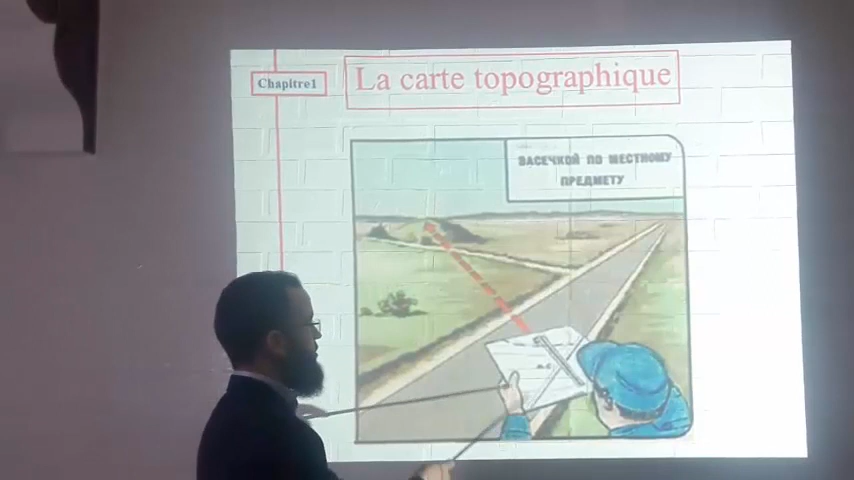 Chapitre1
La carte topographique
ЗАСЕЧКОЙ ПО МЕСТНОМУ
ПРЕДМЕТУ